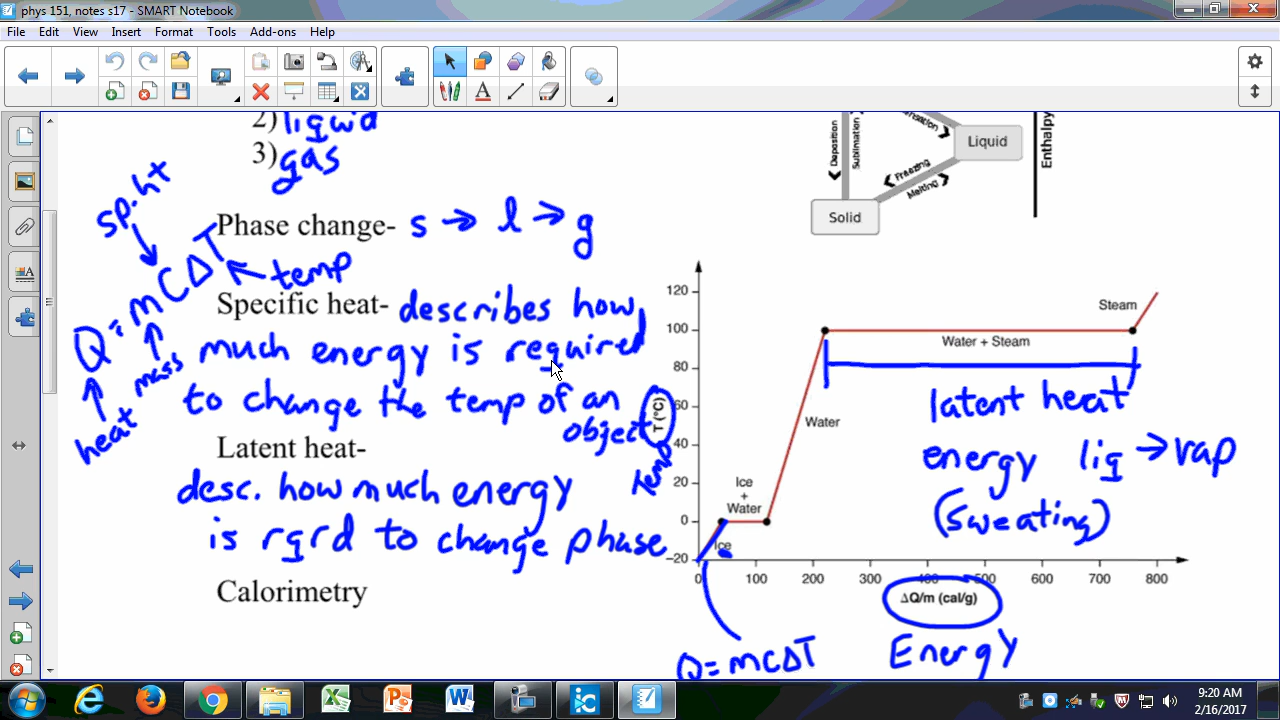 phys 151, notes s17 - SMART Notebook
File Edit View Insert Format Tools Add-ons Help
2) liquid
3) gas
sp. ht
Phase change- s → l → g
Q = mCΔT
temp
mass
heat
Specific heat- describes how
much energy is required
to change the temp of an
object
Latent heat-
desc. how much energy
is rqrd to change phase
Calorimetry
Deposition
Sublimation
Freezing
Melting
Liquid
Solid
Enthalpy
120
100
80
60
40
20
0
-20
T (°C)
temp
Steam
Water + Steam
Water
Ice
+
Water
Ice
latent heat
energy liq → vap
(sweating)
0 100 200 300 400 500 600 700 800
ΔQ/m (cal/g)
Q = mCΔT
Energy
9:20 AM
2/16/2017